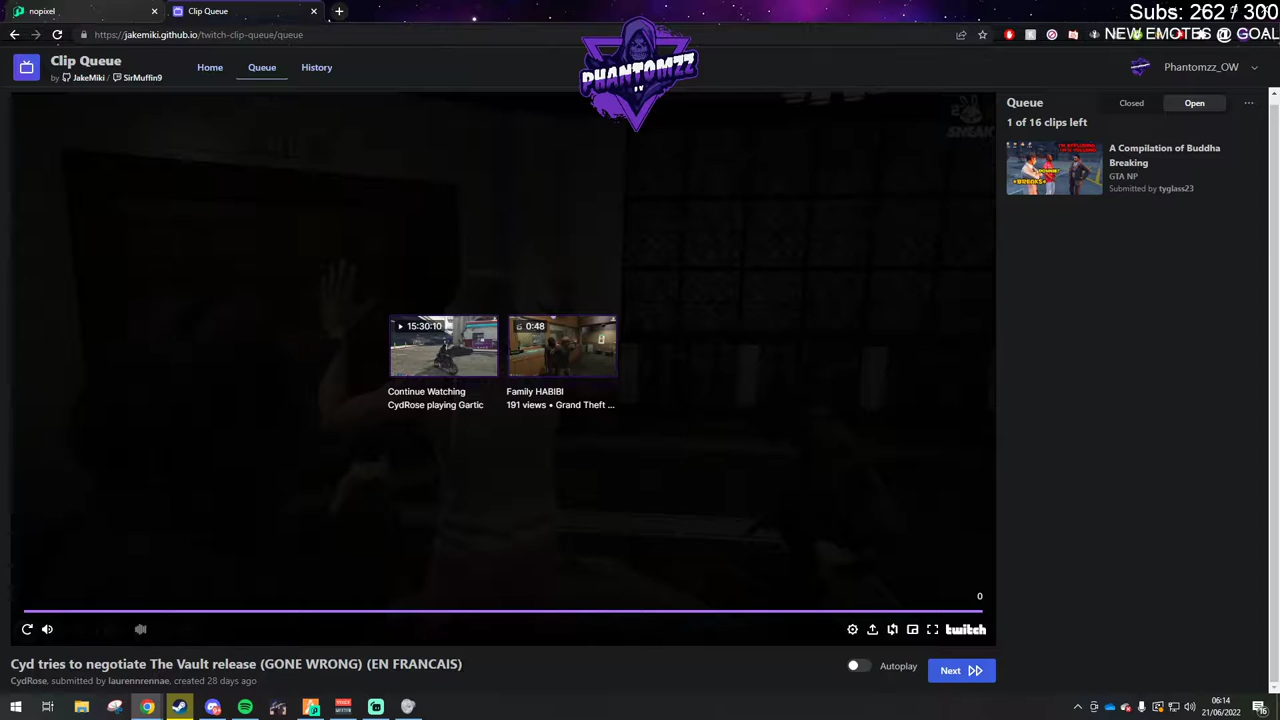 nopixel
Clip Queue
Subs: 262 / 300
https://jakemiki.github.io/twitch-clip-queue/queue
NEW EMOTES @ GOAL
Clip Queue
by JakeMiki / SirMuffin9
Home
Queue
History
PHANTOMZZ
OW
Phantomzz_OW
Queue
Closed
Open
1 of 16 clips left
A Compilation of Buddha
Breaking
GTA NP
Submitted by tyglass23
SNEAK
15:30:10
0:48
Continue Watching
CydRose playing Gartic
Family HABIBI
191 views • Grand Theft ...
0
twitch
Cyd tries to negotiate The Vault release (GONE WRONG) (EN FRANCAIS)
CydRose, submitted by laurennrennae, created 28 days ago
Autoplay
Next
06:14
21/06/2022
16